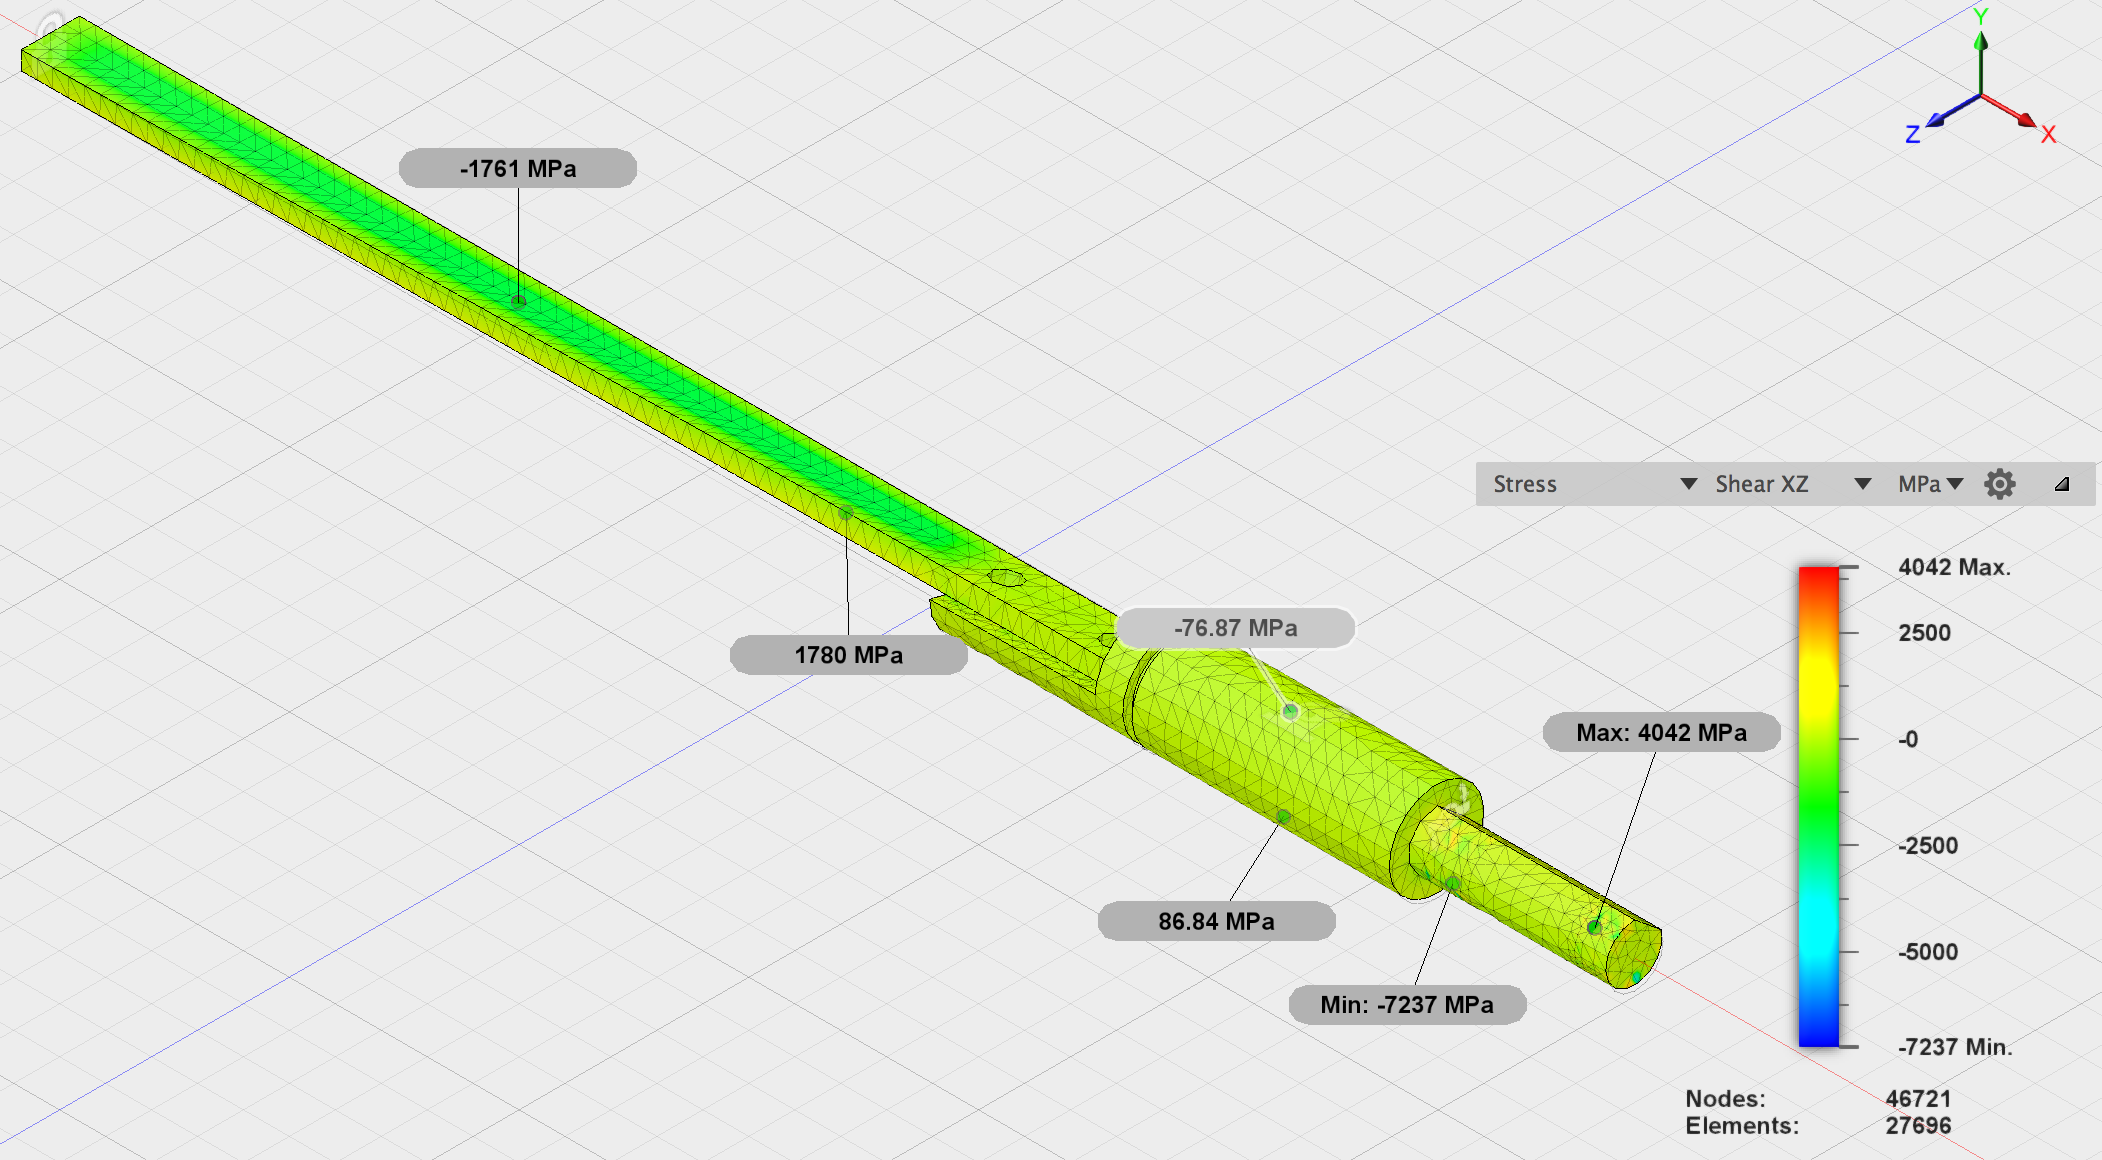 Y
Z
X
-1761 MPa
Stress Shear XZ MPa
4042 Max.
2500
-76.87 MPa
1780 MPa
Max: 4042 MPa
-0
-2500
86.84 MPa
-5000
Min: -7237 MPa
-7237 Min.
Nodes: 46721
Elements: 27696